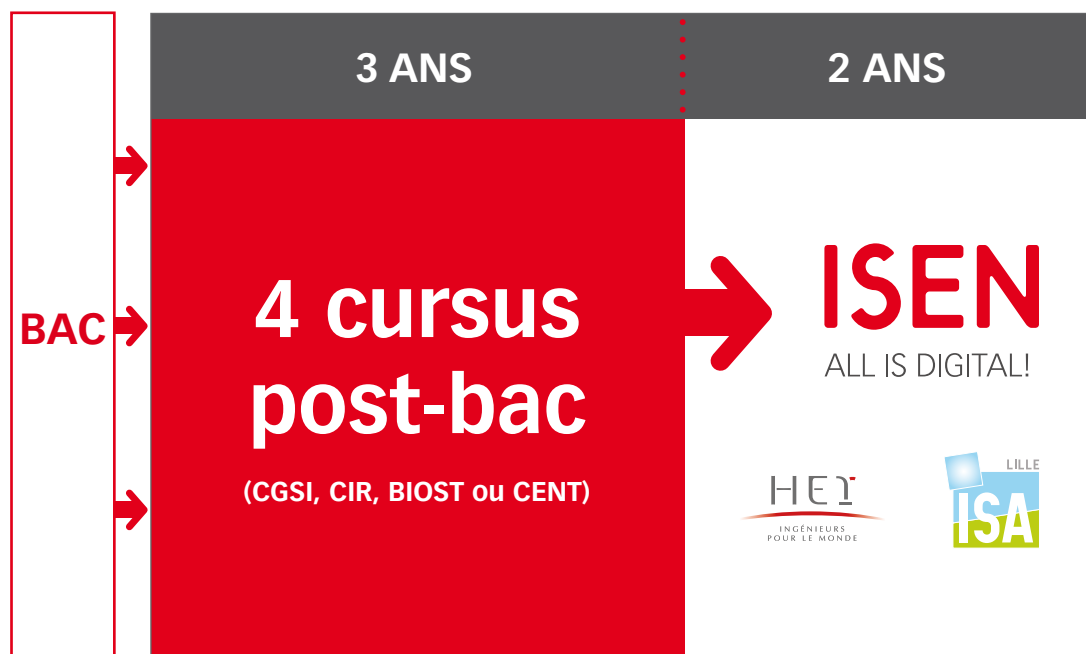 3 ANS
2 ANS
BAC
4 cursus
post-bac
(CGSI, CIR, BIOST ou CENT)
ISEN
ALL IS DIGITAL!
HEI
INGÉNIEURS
POUR LE MONDE
LILLE
ISA